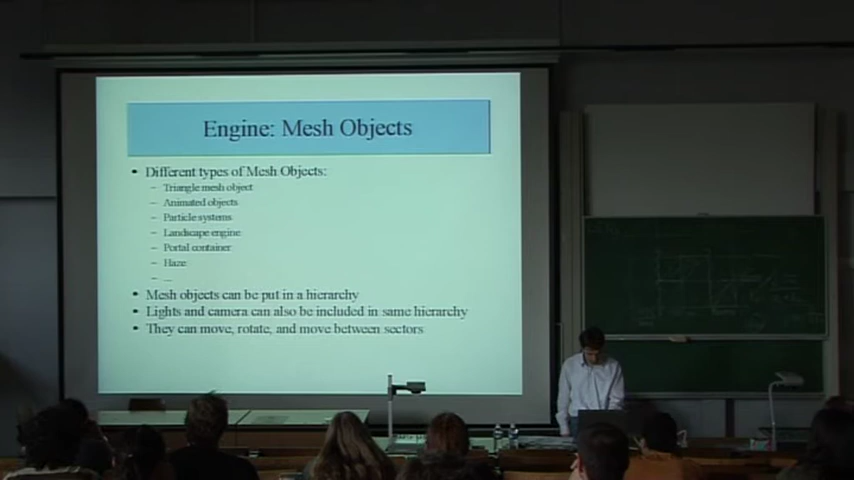 Engine: Mesh Objects
• Different types of Mesh Objects:
– Triangle mesh object
– Animated objects
– Particle systems
– Landscape engine
– Portal container
– Haze
– ...
• Mesh objects can be put in a hierarchy
• Lights and camera can also be included in same hierarchy
• They can move, rotate, and move between sectors